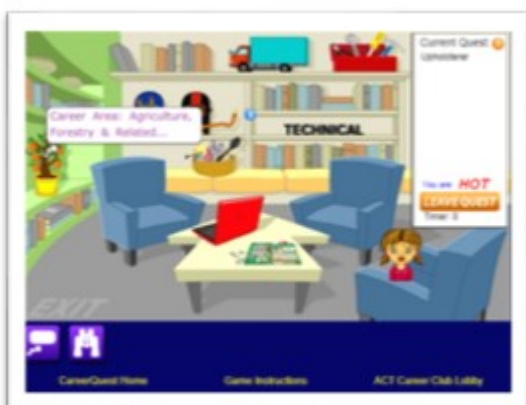 Current Quest
Upholsterer
Career Area: Agriculture,
Forestry & Related...
TECHNICAL
You are HOT
LEAVE QUEST
Timer: 0
EXIT
CareerQuest Home
Game Instructions
ACT Career Club Lobby